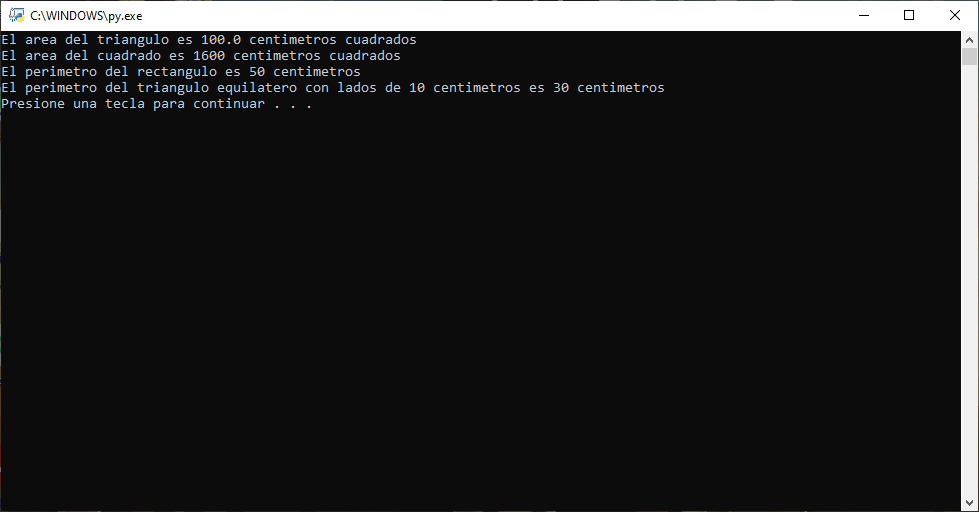 C:\WINDOWS\py.exe
El area del triangulo es 100.0 centimetros cuadrados
El area del cuadrado es 1600 centimetros cuadrados
El perimetro del rectangulo es 50 centimetros
El perimetro del triangulo equilatero con lados de 10 centimetros es 30 centimetros
Presione una tecla para continuar . . .